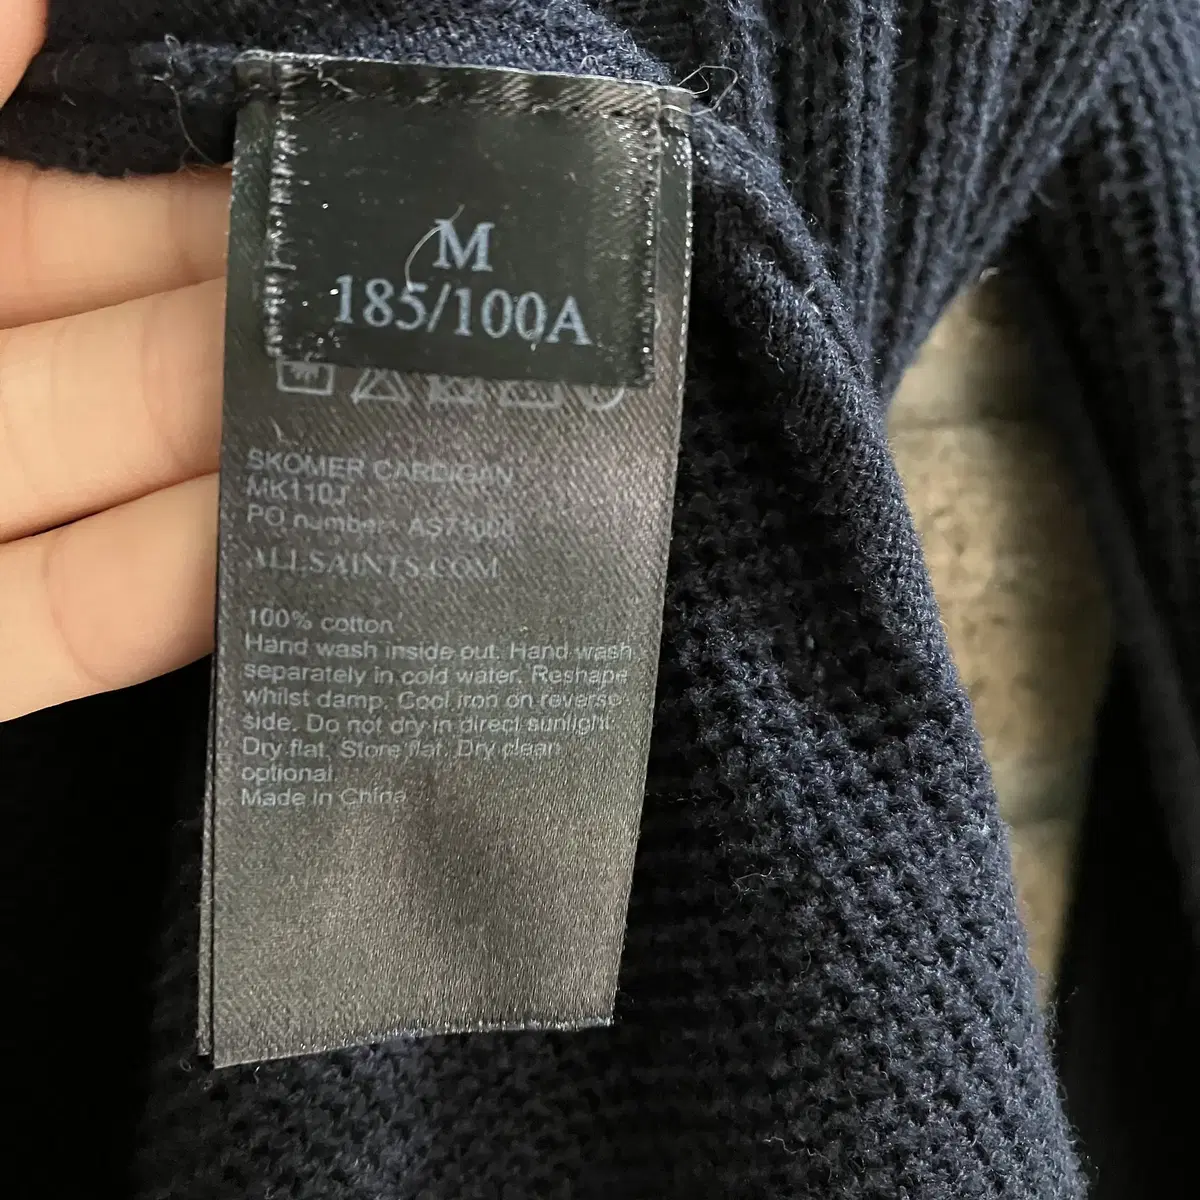 M
185/100A
SKOMER CARDIGAN
MK110J
PO number: AS71
ALLSAINTS.COM
100% cotton
Hand wash inside out. Hand wash
separately in cold water. Reshape
whilst damp. Cool iron on reverse
side. Do not dry in direct sunlight.
Dry flat. Store flat. Dry clean
optional.
Made in China